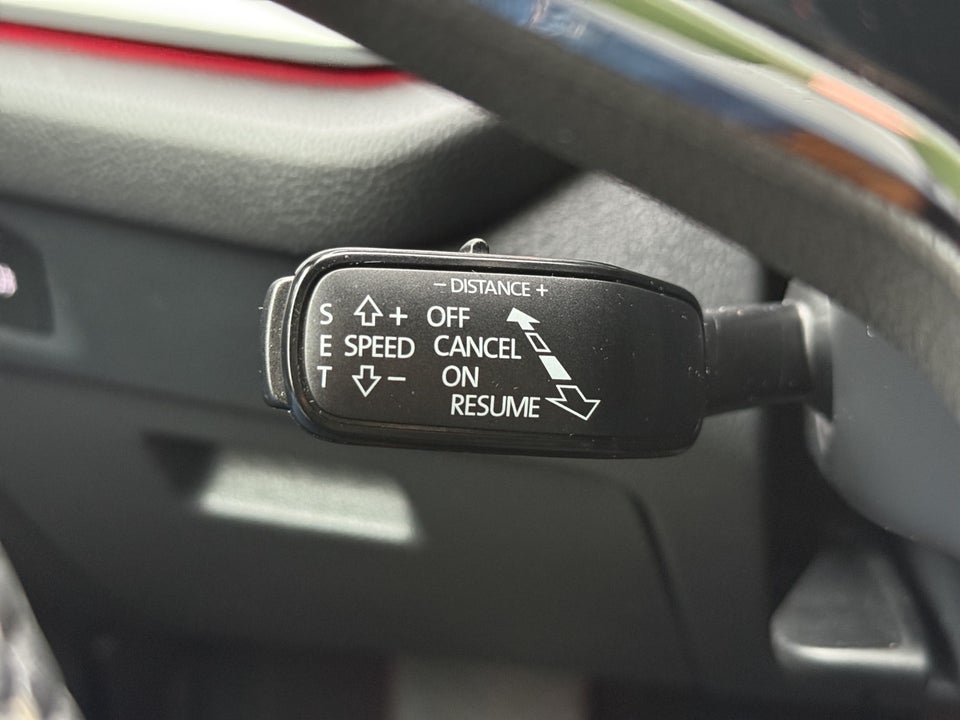 – DISTANCE +
S + OFF
E SPEED CANCEL
T – ON
RESUME